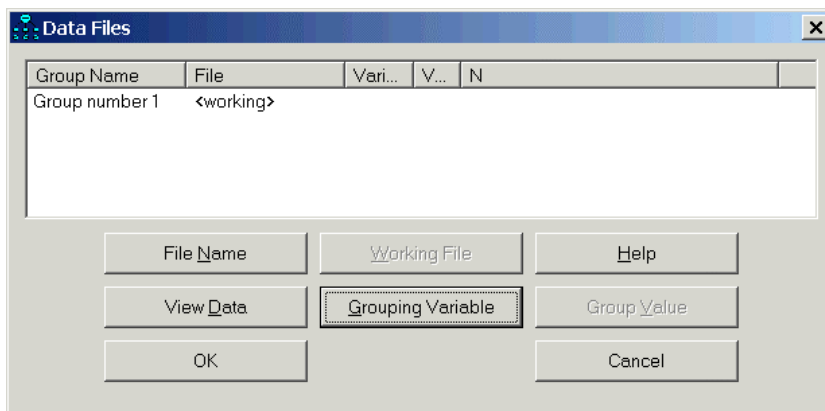 Data Files
Group Name File Vari... V... N
Group number 1 <working>
File Name Working File Help
View Data Grouping Variable Group Value
OK Cancel